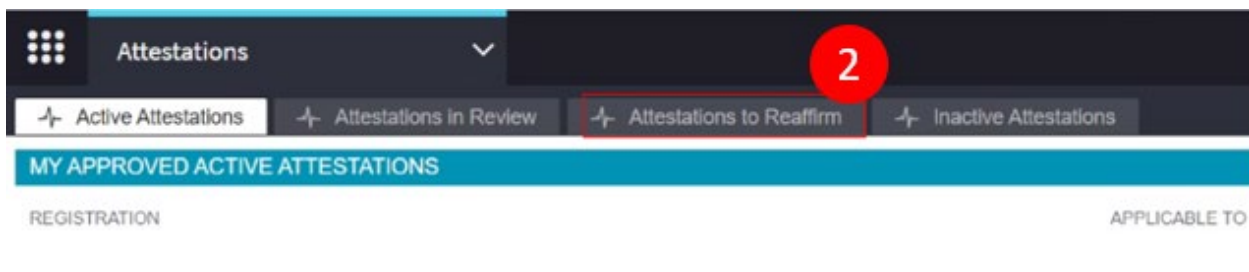 Attestations
2
Active Attestations Attestations in Review Attestations to Reaffirm Inactive Attestations
MY APPROVED ACTIVE ATTESTATIONS
REGISTRATION APPLICABLE TO